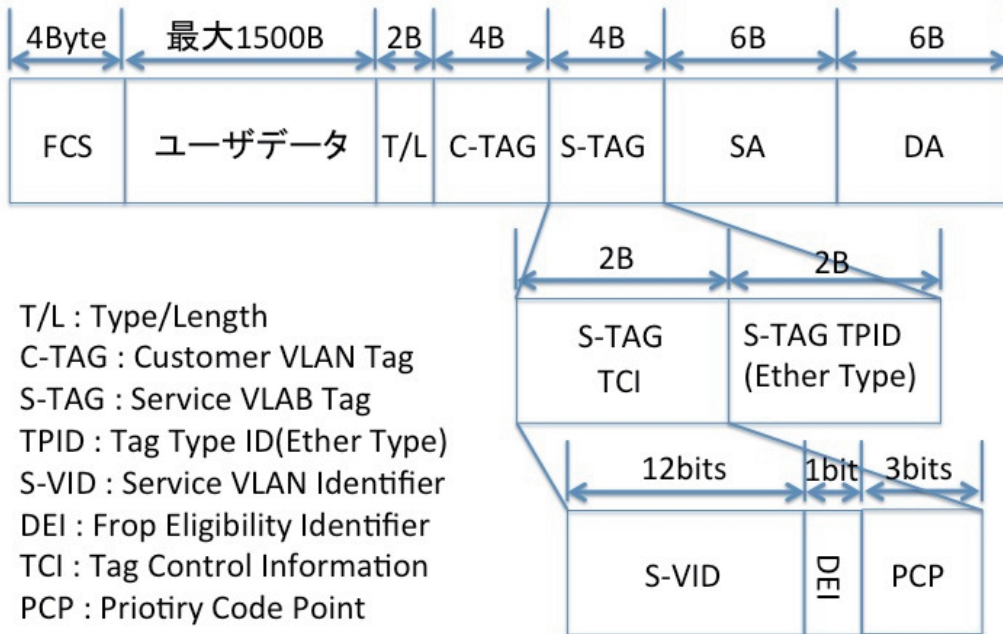 4Byte 最大1500B 2B 4B 4B 6B 6B
FCS ユーザデータ T/L C-TAG S-TAG SA DA
2B 2B
S-TAG TCI
S-TAG TPID
(Ether Type)
T/L : Type/Length
C-TAG : Customer VLAN Tag
S-TAG : Service VLAB Tag
TPID : Tag Type ID(Ether Type)
S-VID : Service VLAN Identifier
DEI : Frop Eligibility Identifier
TCI : Tag Control Information
PCP : Priotiry Code Point
12bits 1bit 3bits
S-VID DEI PCP